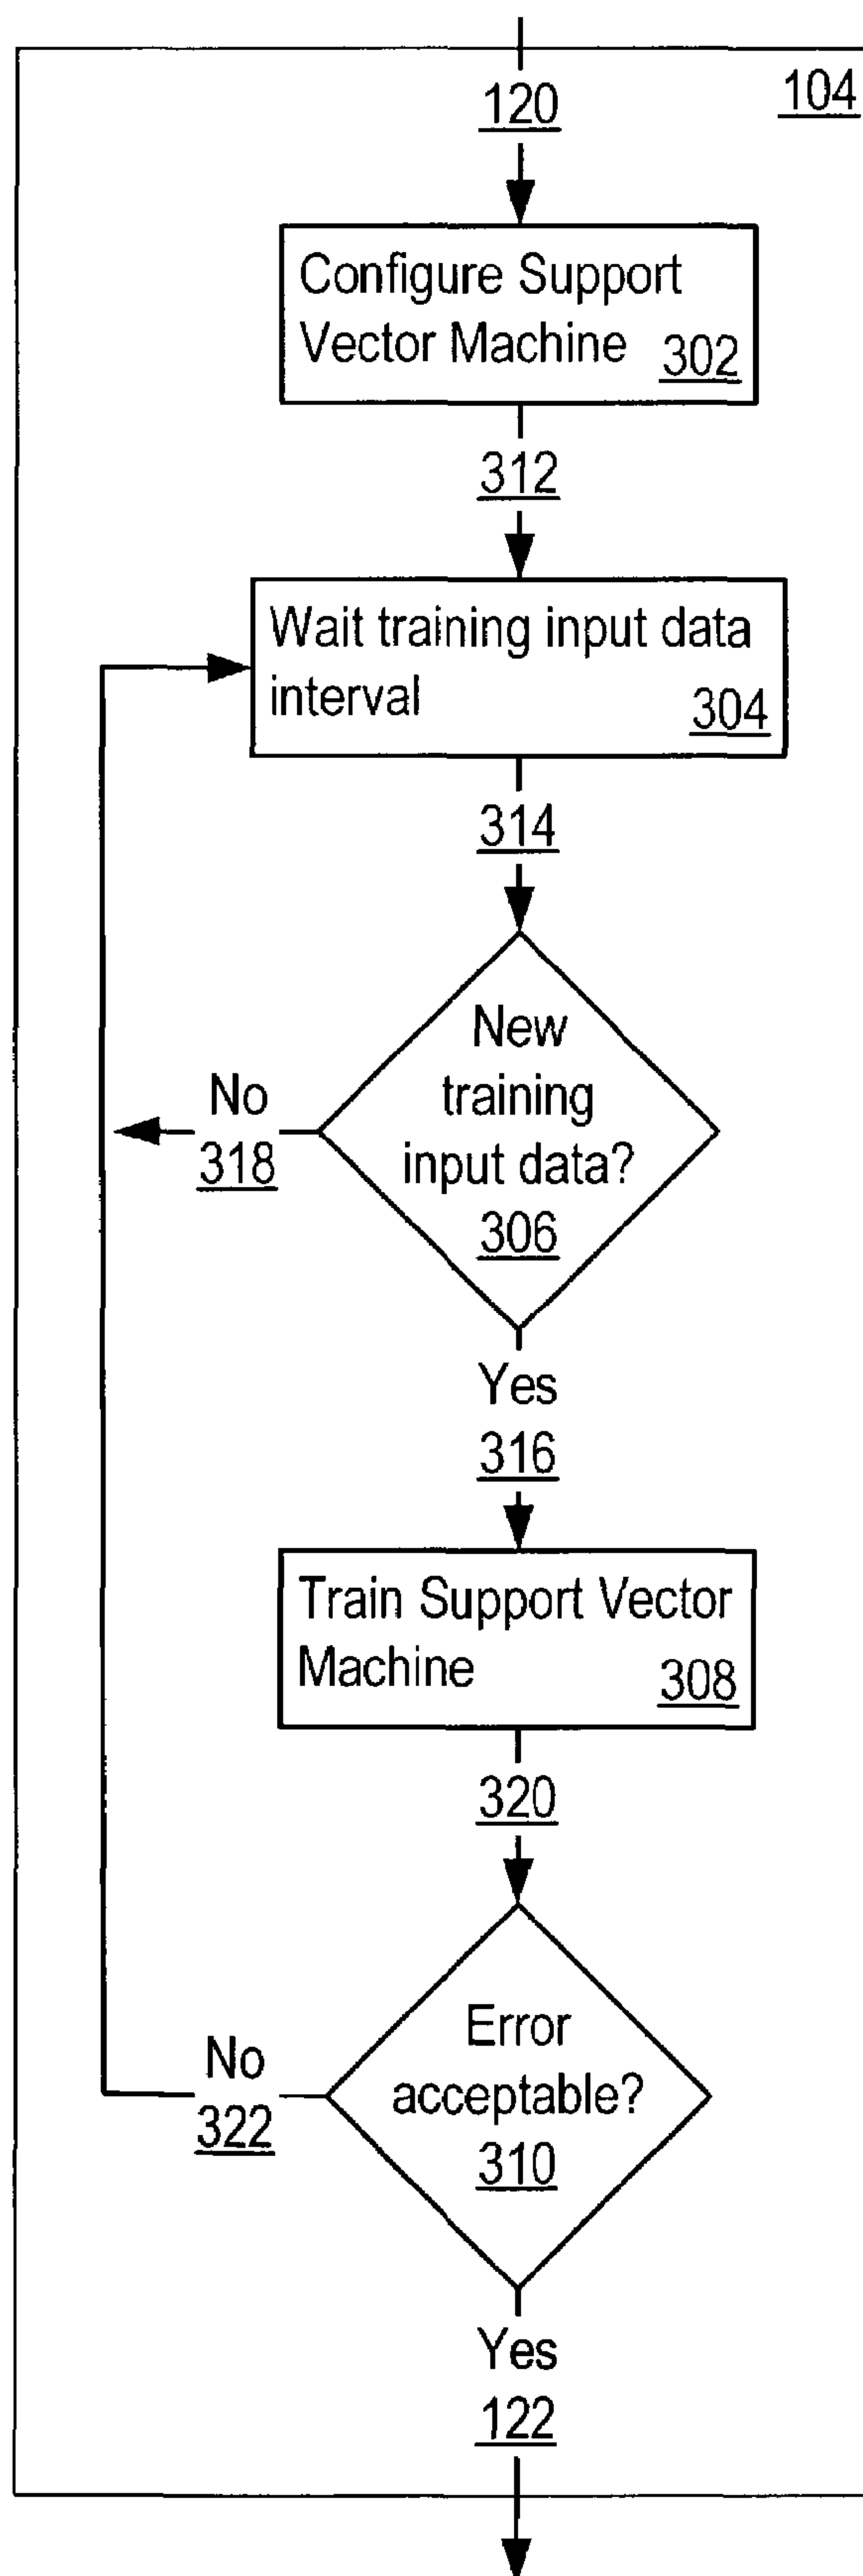 120
104
Configure Support
Vector Machine 302
312
Wait training input data
interval 304
314
New
training
input data?
306
No
318
Yes
316
Train Support Vector
Machine 308
320
Error
acceptable?
310
No
322
Yes
122